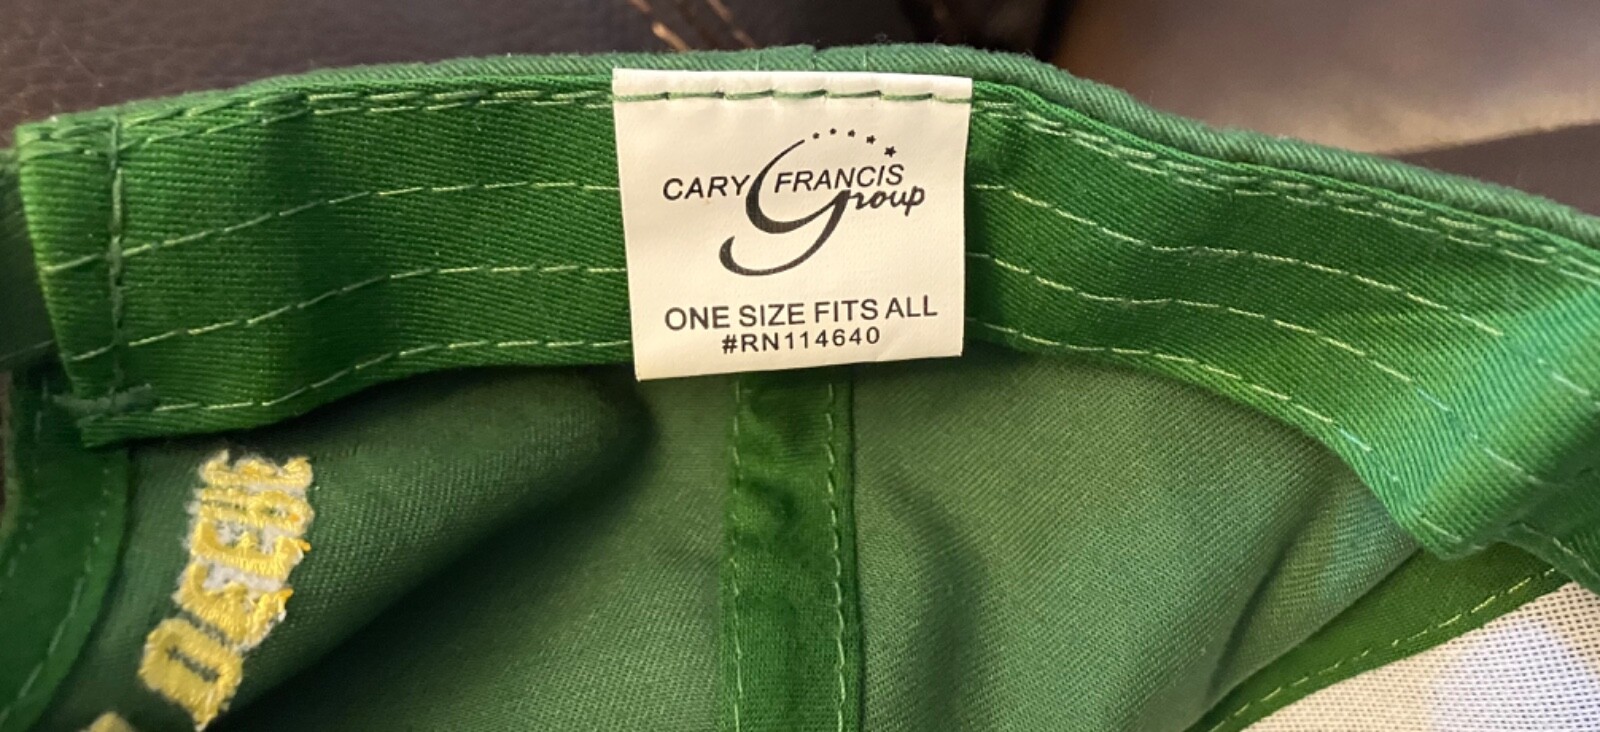 CARY FRANCIS
Group
ONE SIZE FITS ALL
#RN114640